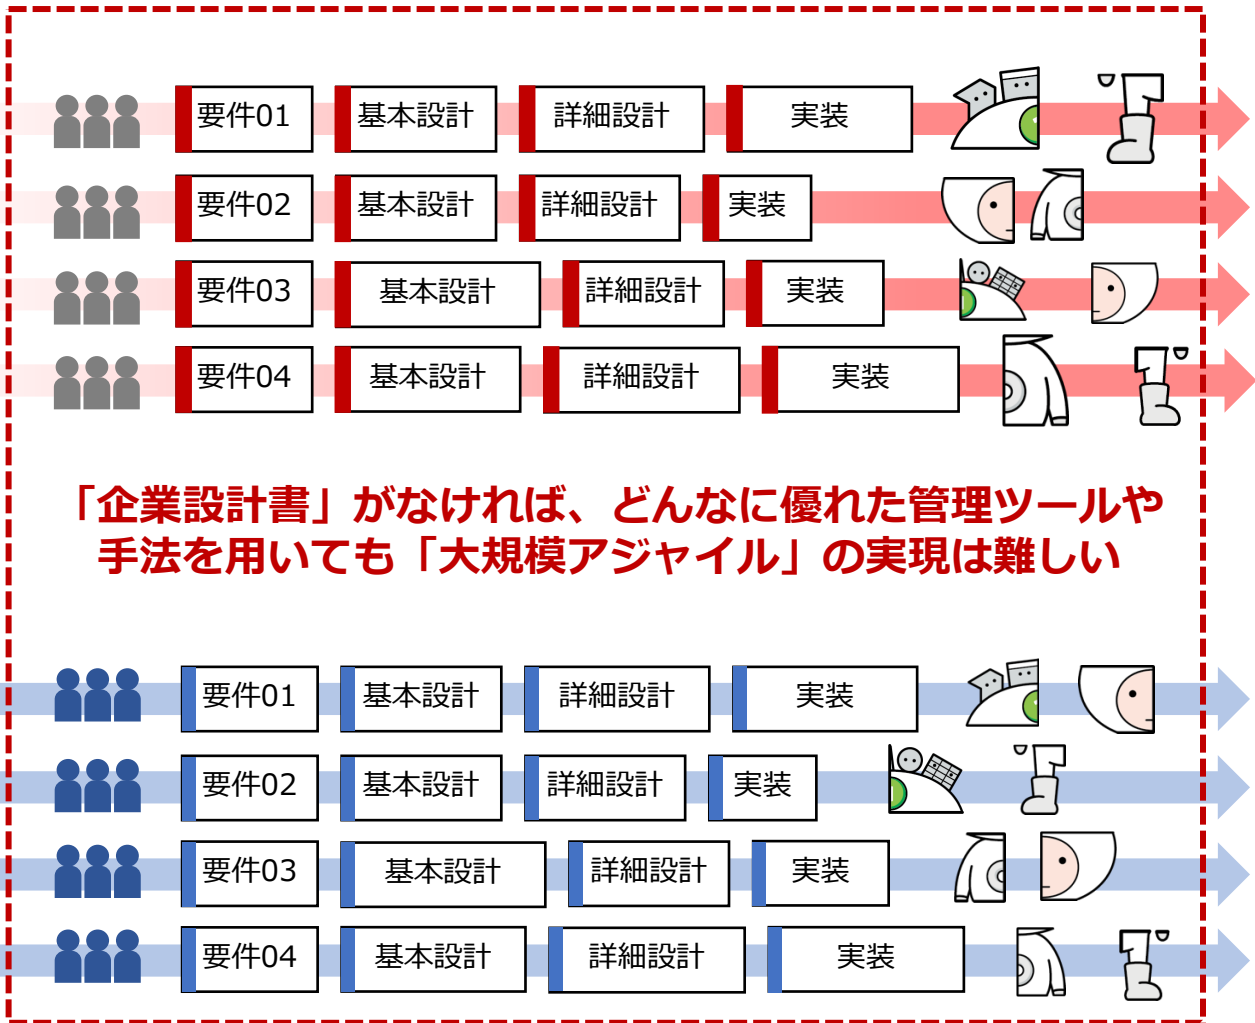 要件01 基本設計 詳細設計 実装
要件02 基本設計 詳細設計 実装
要件03 基本設計 詳細設計 実装
要件04 基本設計 詳細設計 実装
「企業設計書」がなければ、どんなに優れた管理ツールや
手法を用いても「大規模アジャイル」の実現は難しい
要件01 基本設計 詳細設計 実装
要件02 基本設計 詳細設計 実装
要件03 基本設計 詳細設計 実装
要件04 基本設計 詳細設計 実装